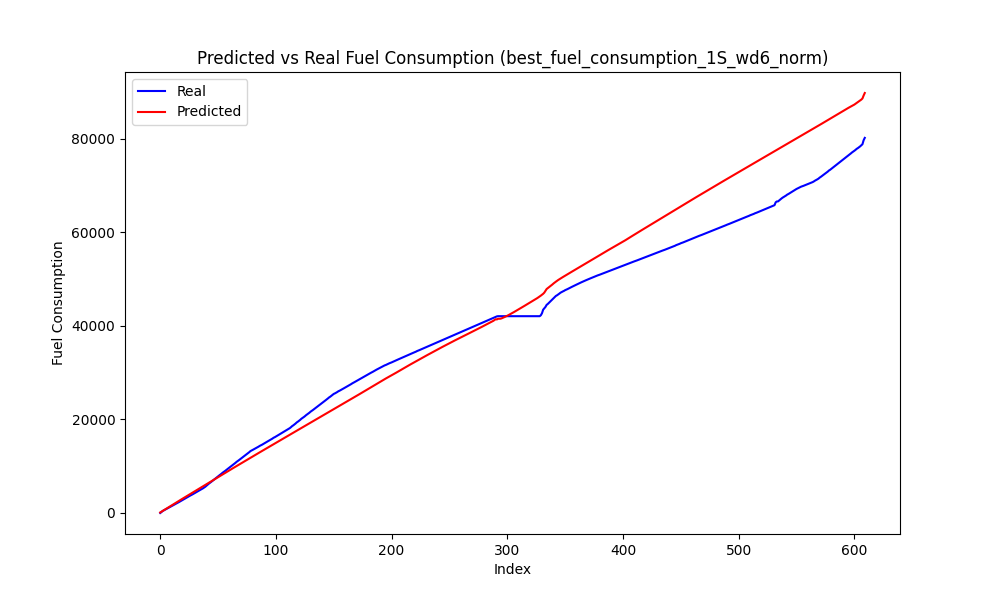 Predicted vs Real Fuel Consumption (best_fuel_consumption_1S_wd6_norm)
Real
Predicted
80000
60000
40000
20000
0
Fuel Consumption
0 100 200 300 400 500 600
Index